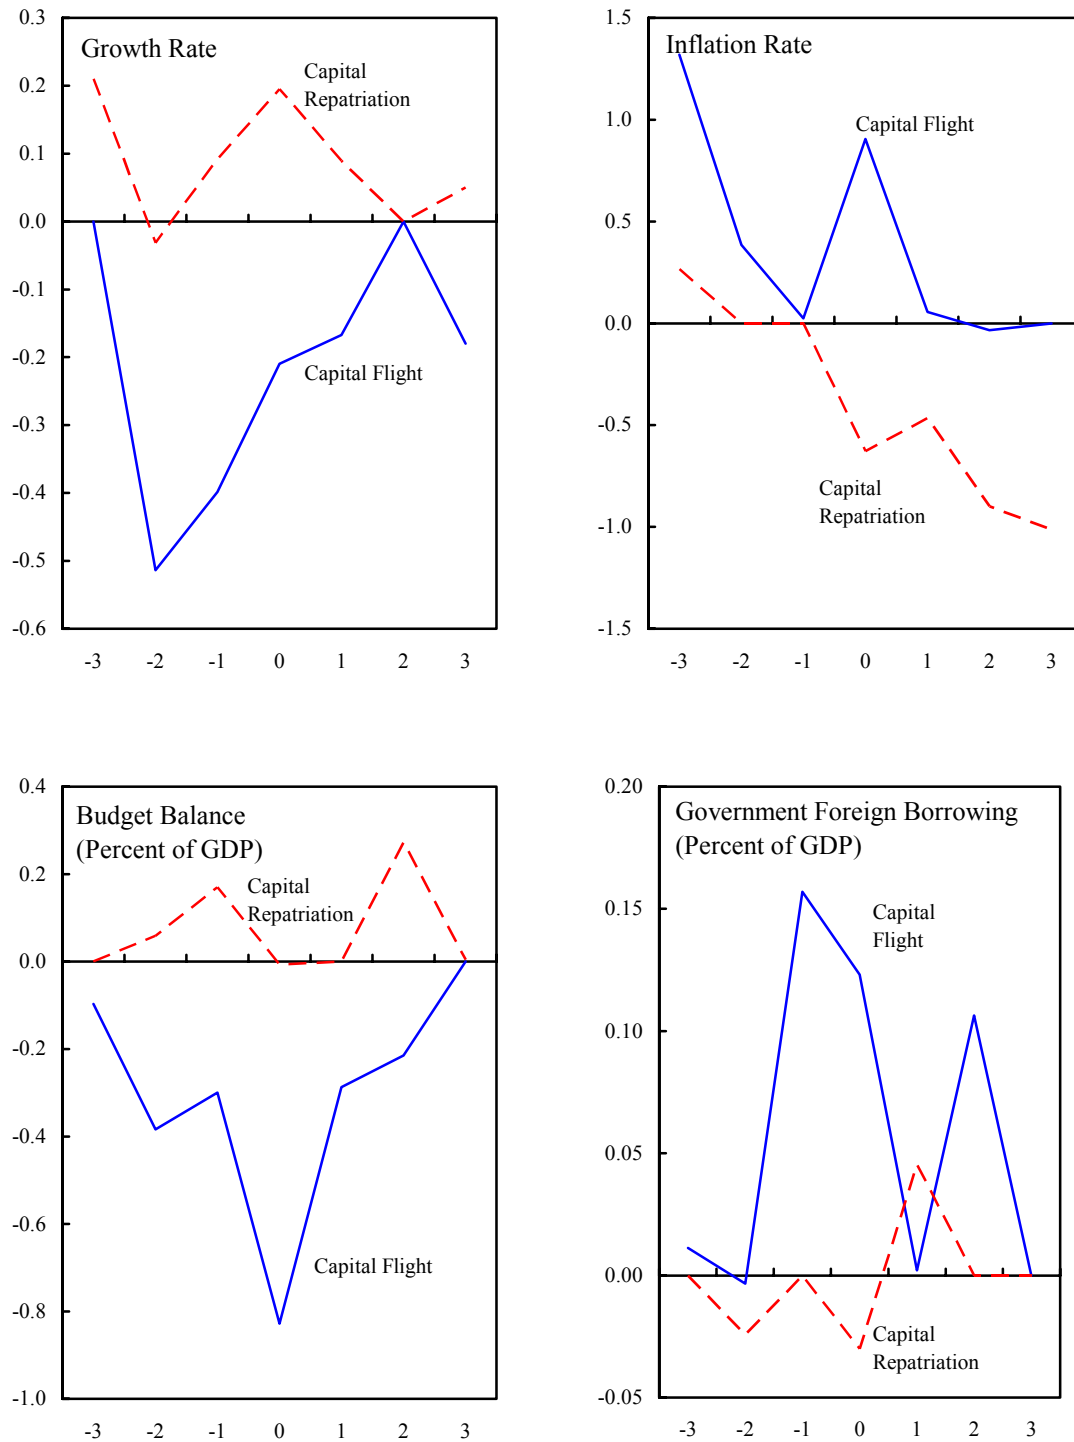 Growth Rate
Capital
Repatriation
Capital Flight
0.3
0.2
0.1
0.0
-0.1
-0.2
-0.3
-0.4
-0.5
-0.6
-3 -2 -1 0 1 2 3
Inflation Rate
Capital Flight
Capital
Repatriation
1.5
1.0
0.5
0.0
-0.5
-1.0
-1.5
-3 -2 -1 0 1 2 3
Budget Balance
(Percent of GDP)
Capital
Repatriation
Capital Flight
0.4
0.2
0.0
-0.2
-0.4
-0.6
-0.8
-1.0
-3 -2 -1 0 1 2 3
Government Foreign Borrowing
(Percent of GDP)
Capital
Flight
Capital
Repatriation
0.20
0.15
0.10
0.05
0.00
-0.05
-3 -2 -1 0 1 2 3